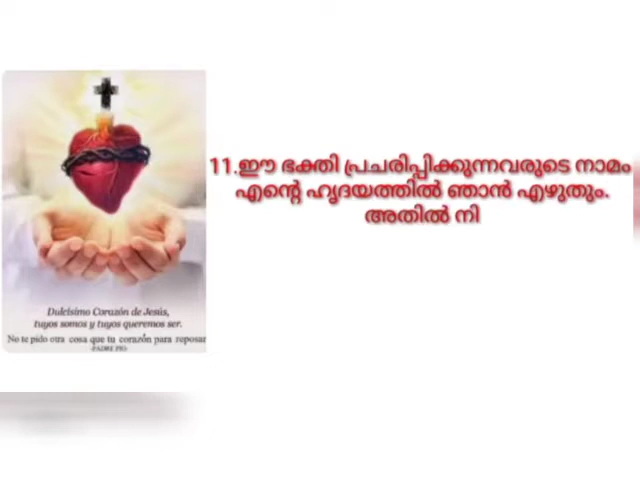 11.ഈ ഭക്തി പ്രചരിപ്പിക്കുന്നവരുടെ നാമം
എന്റെ ഹൃദയത്തിൽ ഞാൻ എഴുതും.
അതിൽ നി
Dulcísimo Corazón de Jesús,
tuyos somos y tuyos queremos ser.
No te pido otra cosa que tu corazón para reposar
-PADRE PIO-